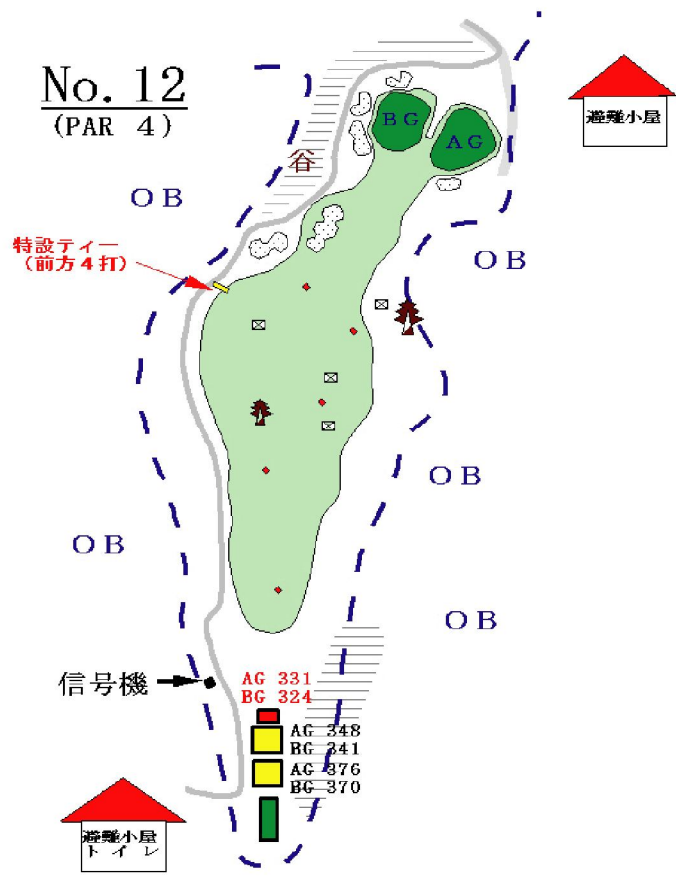 No. 12
(PAR 4)
避難小屋
BG
AG
谷
OB
特設ティー
(前方4打)
OB
OB
OB
OB
信号機
AG 331
BG 324
AG 348
BG 341
AG 376
BG 370
避難小屋
トイレ